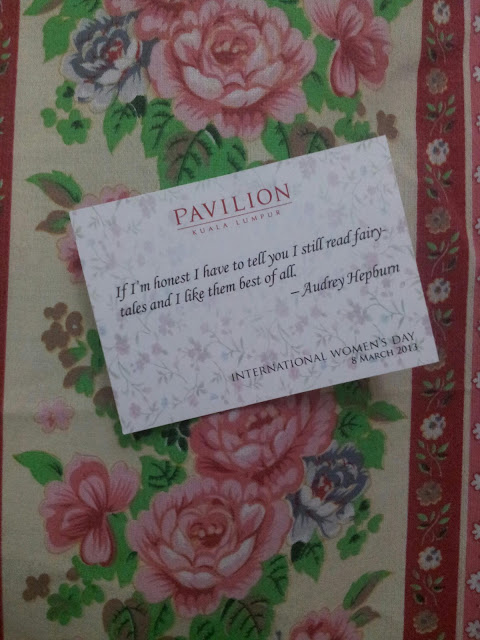 PAVILION
KUALA LUMPUR
If I'm honest I have to tell you I still read fairy-
tales and I like them best of all.
– Audrey Hepburn
INTERNATIONAL WOMEN'S DAY
8 MARCH 2013